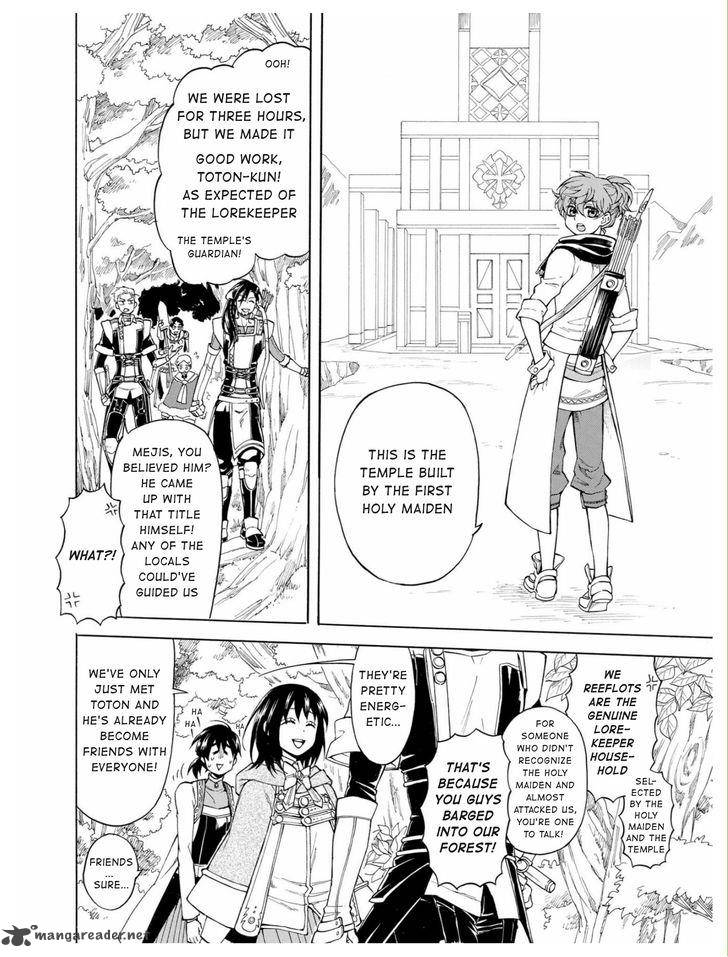 THIS IS THE
TEMPLE BUILT
BY THE FIRST
HOLY MAIDEN
OOH!
WE WERE LOST
FOR THREE HOURS,
BUT WE MADE IT
GOOD WORK,
TOTON-KUN!
AS EXPECTED OF
THE LOREKEEPER
THE TEMPLE'S
GUARDIAN!
MEJIS, YOU
BELIEVED HIM?
HE CAME
UP WITH
THAT TITLE
HIMSELF!
ANY OF THE
LOCALS
COULD'VE
GUIDED US
WHAT?!
WE
REEFLOTS
ARE THE
GENUINE
LORE-
KEEPER
HOUSE-
HOLD
SEL-
ECTED
BY THE
HOLY
MAIDEN
AND THE
TEMPLE
FOR
SOMEONE
WHO DIDN'T
RECOGNIZE
THE HOLY
MAIDEN AND
ALMOST
ATTACKED US,
YOU'RE ONE
TO TALK!
THAT'S
BECAUSE
YOU GUYS
BARGED
INTO OUR
FOREST!
THEY'RE
PRETTY
ENERG-
ETIC...
HA
HA
WE'VE ONLY
JUST MET
TOTON AND
HE'S ALREADY
BECOME
FRIENDS WITH
EVERYONE!
FRIENDS
...
SURE...
mangareader.net